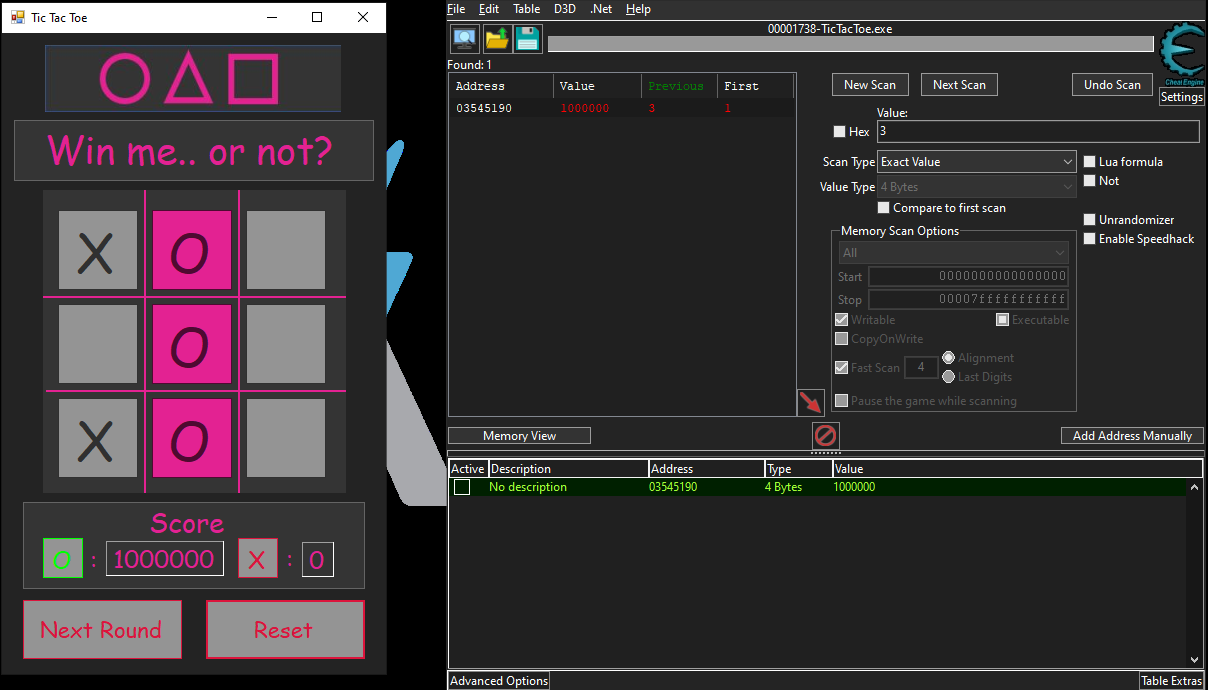 Tic Tac Toe
Win me.. or not?
X O
O
X O
Score
O : 1000000 X : 0
Next Round Reset
File Edit Table D3D .Net Help
00001738-TicTacToe.exe
Cheat Engine
Settings
Found: 1
Address Value Previous First
03545190 1000000 3 1
New Scan Next Scan Undo Scan
Value:
Hex 3
Scan Type Exact Value
Lua formula
Value Type 4 Bytes
Not
Compare to first scan
Unrandomizer
Enable Speedhack
Memory Scan Options
All
Start 0000000000000000
Stop 00007fffffffffff
Writable Executable
CopyOnWrite
Fast Scan 4 Alignment
Last Digits
Pause the game while scanning
Memory View Add Address Manually
Active Description Address Type Value
No description 03545190 4 Bytes 1000000
Advanced Options Table Extras